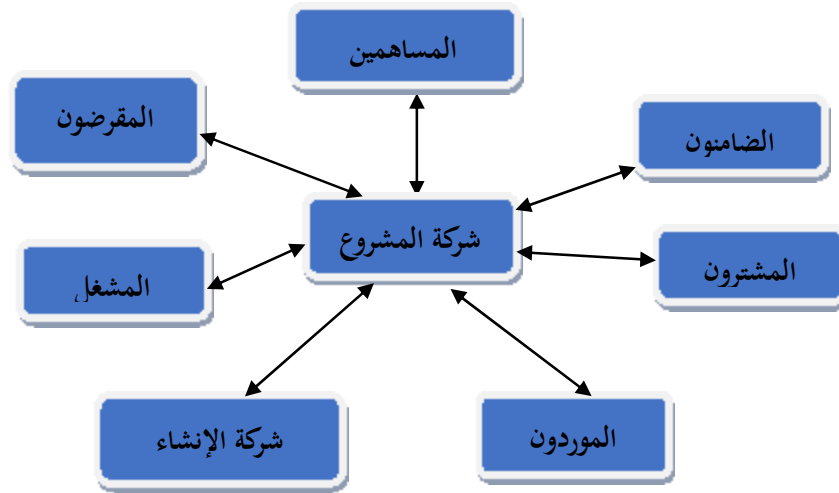 المساهمين
المقرضون
الضامنون
شركة المشروع
المشترون
المشغل
شركة الإنشاء
الموردون